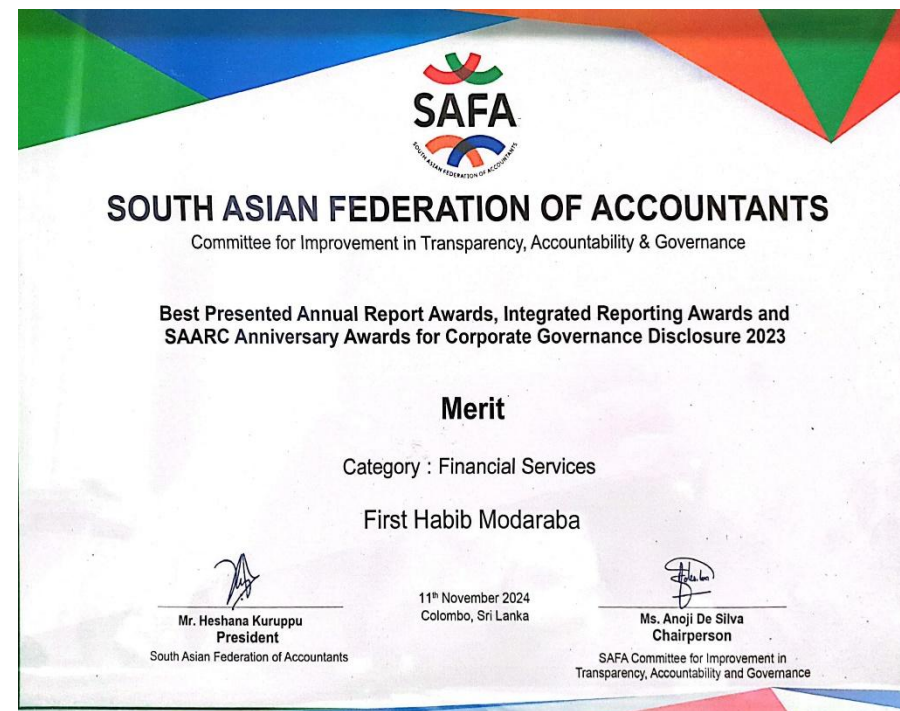 SAFA
SOUTH ASIAN FEDERATION OF ACCOUNTANTS
SOUTH ASIAN FEDERATION OF ACCOUNTANTS
Committee for Improvement in Transparency, Accountability & Governance
Best Presented Annual Report Awards, Integrated Reporting Awards and
SAARC Anniversary Awards for Corporate Governance Disclosure 2023
Merit
Category : Financial Services
First Habib Modaraba
11th November 2024
Colombo, Sri Lanka
Mr. Heshana Kuruppu
President
South Asian Federation of Accountants
Ms. Anoji De Silva
Chairperson
SAFA Committee for Improvement in
Transparency, Accountability and Governance